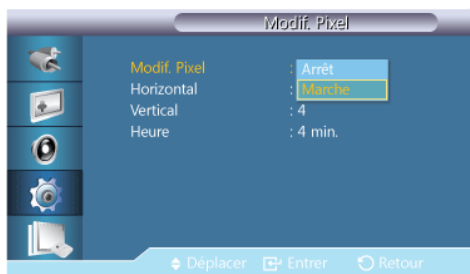 Modif. Pixel
Modif. Pixel : Arrêt
Horizontal : Marche
Vertical : 4
Heure : 4 min.
Déplacer Entrer Retour